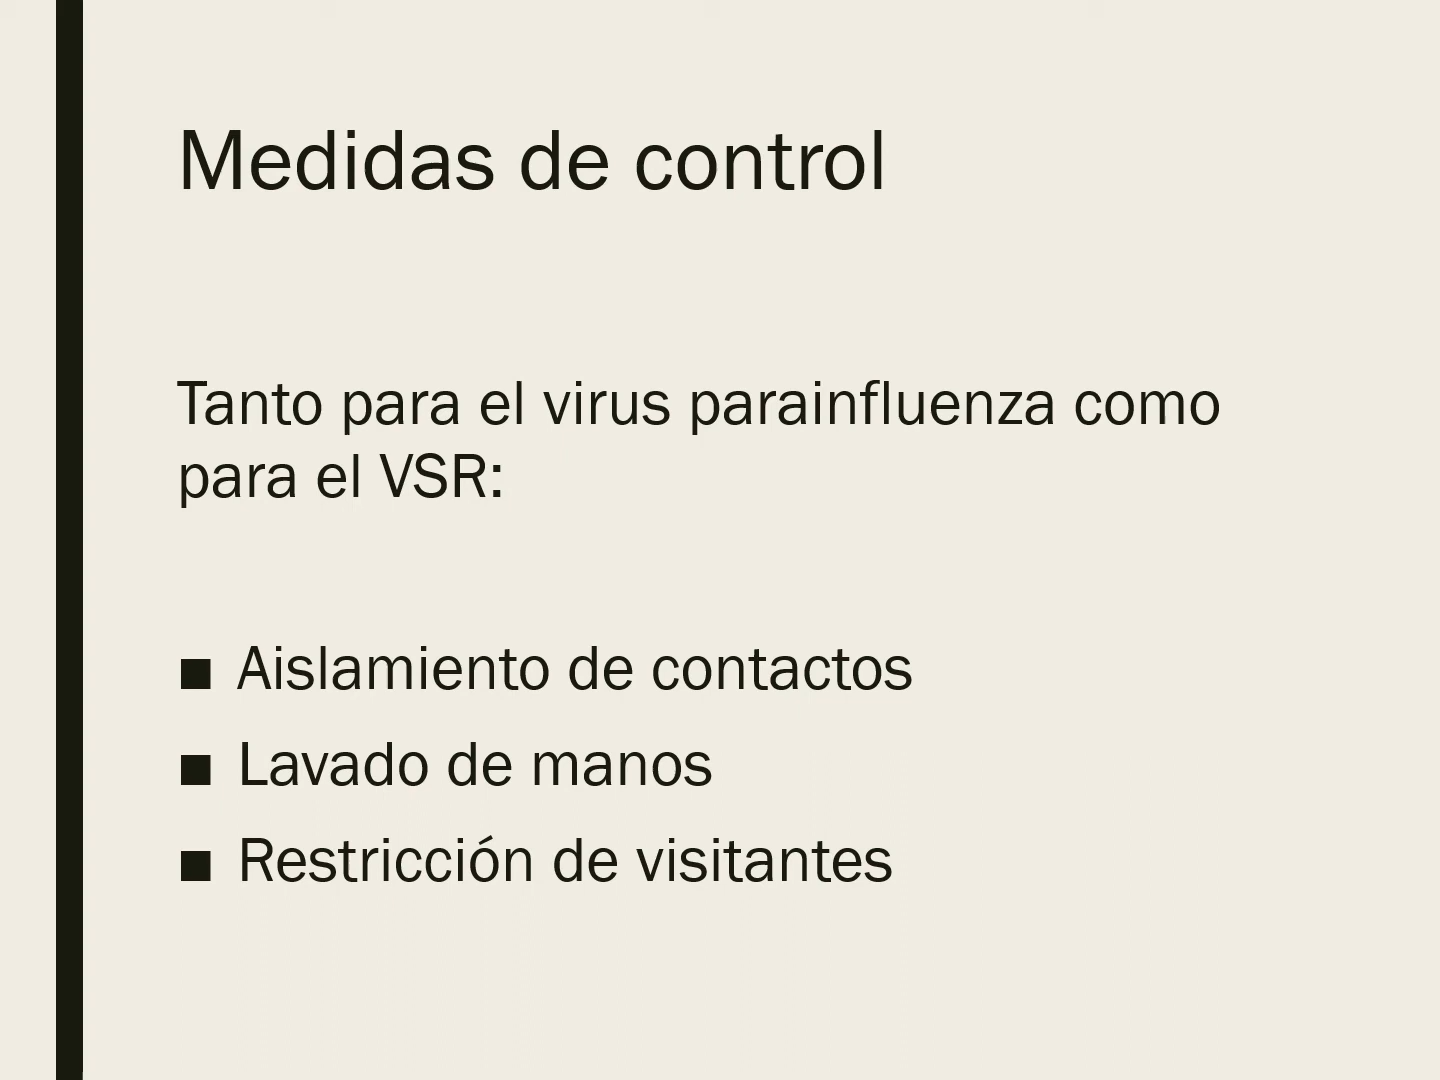 Medidas de control
Tanto para el virus parainfluenza como
para el VSR:
■ Aislamiento de contactos
■ Lavado de manos
■ Restricción de visitantes